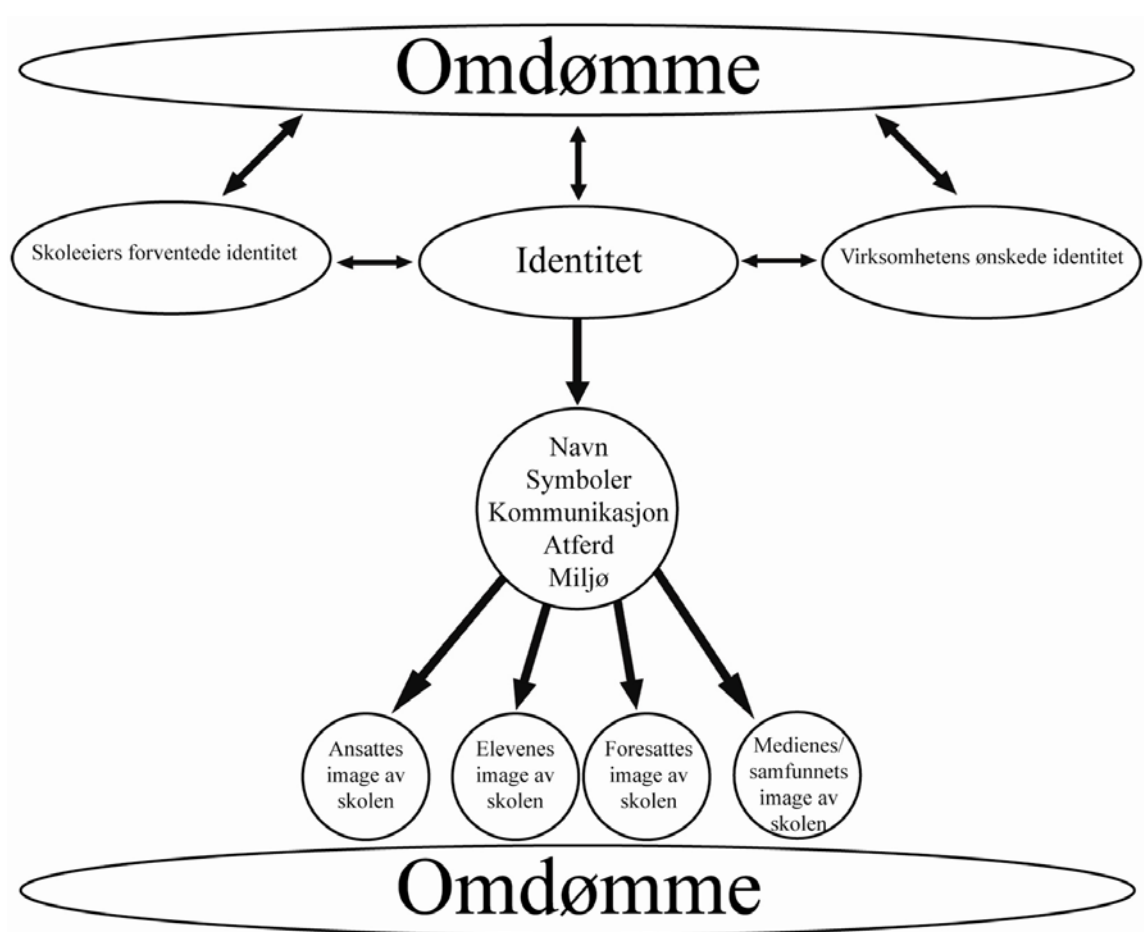 Omdømme
Skoleeiers forventede identitet
Identitet
Virksomhetens ønskede identitet
Navn
Symboler
Kommunikasjon
Atferd
Miljø
Ansattes
image av
skolen
Elevenes
image av
skolen
Foresattes
image av
skolen
Medienes/
samfunnets
image av
skolen
Omdømme